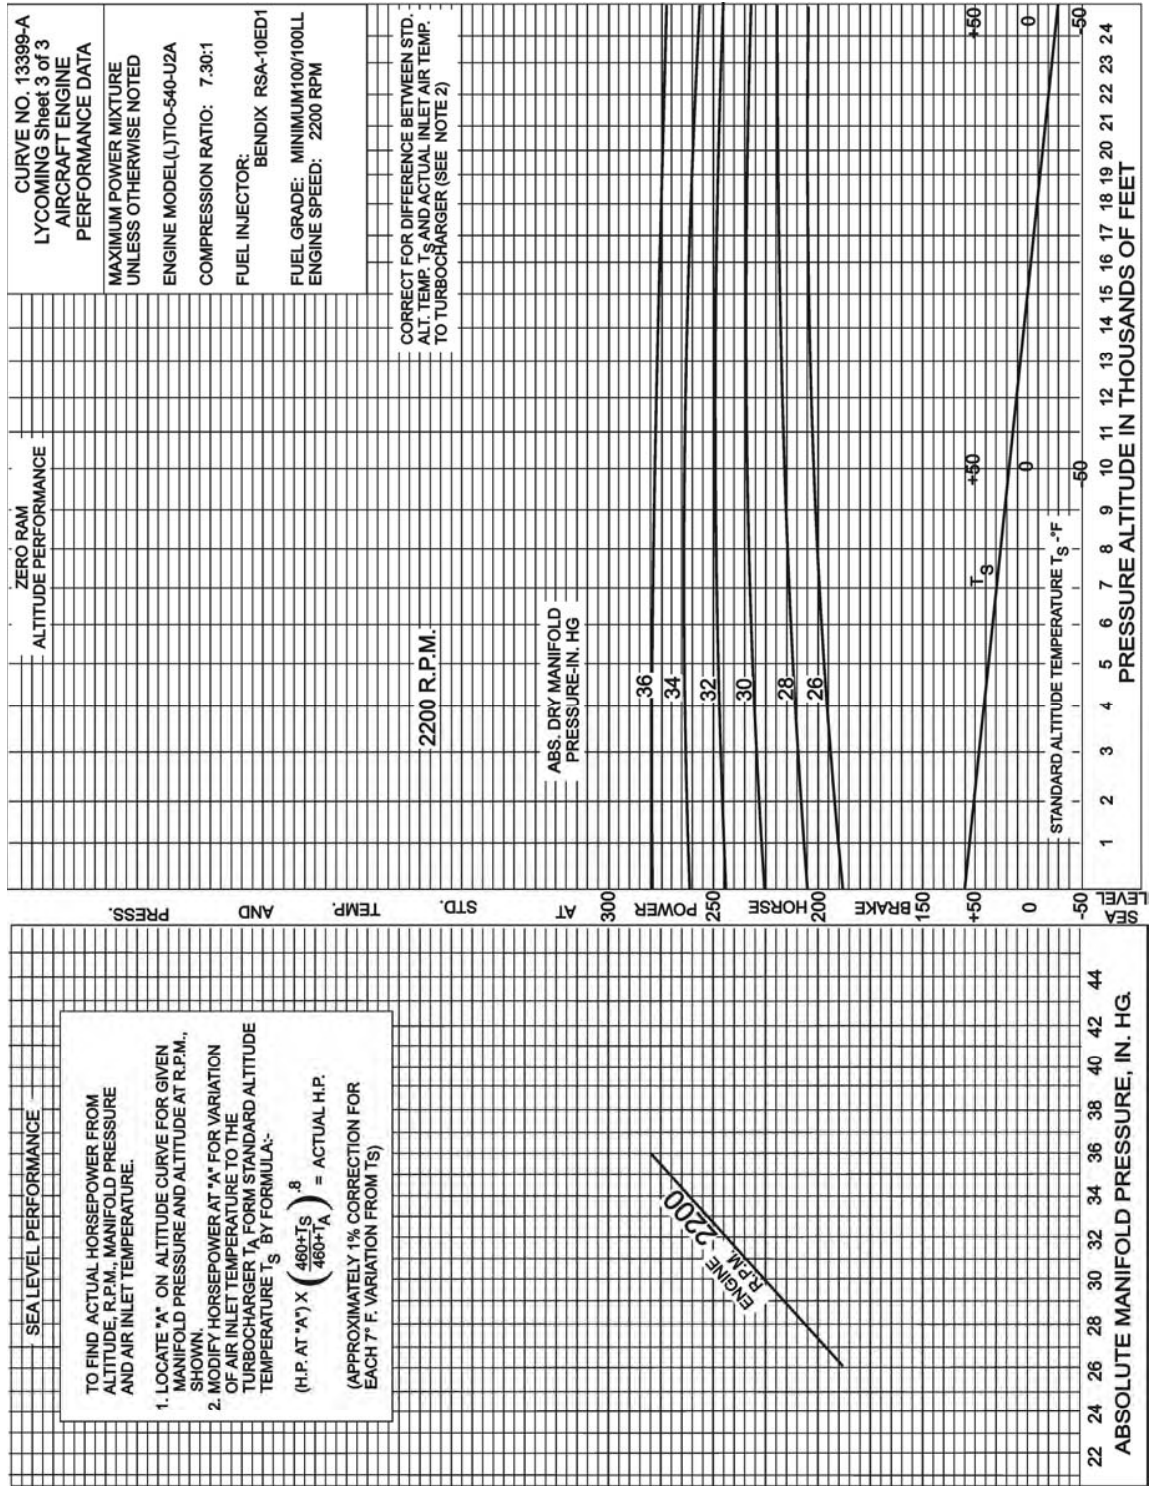 CURVE NO. 13399-A
LYCOMING Sheet 3 of 3
AIRCRAFT ENGINE
PERFORMANCE DATA
MAXIMUM POWER MIXTURE
UNLESS OTHERWISE NOTED
ENGINE MODEL(L)TIO-540-U2A
COMPRESSION RATIO: 7.30:1
FUEL INJECTOR:
BENDIX RSA-10ED1
FUEL GRADE: MINIMUM100/100LL
ENGINE SPEED: 2200 RPM
ZERO RAM
ALTITUDE PERFORMANCE
CORRECT FOR DIFFERENCE BETWEEN STD.
ALT. TEMP. TS AND ACTUAL INLET AIR TEMP.
TO TURBOCHARGER (SEE NOTE 2)
2200 R.P.M.
ABS. DRY MANIFOLD
PRESSURE-IN. HG
36
34
32
30
28
26
+50
0
-50
+50
0
-50
TS
STANDARD ALTITUDE TEMPERATURE TS -°F
1 2 3 4 5 6 7 8 9 10 11 12 13 14 15 16 17 18 19 20 21 22 23 24
PRESSURE ALTITUDE IN THOUSANDS OF FEET
SEA
LEVEL
BRAKE HORSE POWER AT STD. TEMP. AND PRESS.
300
250
200
150
+50
0
-50
SEA LEVEL PERFORMANCE
TO FIND ACTUAL HORSEPOWER FROM
ALTITUDE, R.P.M., MANIFOLD PRESSURE
AND AIR INLET TEMPERATURE.
1. LOCATE "A" ON ALTITUDE CURVE FOR GIVEN
MANIFOLD PRESSURE AND ALTITUDE AT R.P.M.,
SHOWN.
2. MODIFY HORSEPOWER AT "A" FOR VARIATION
OF AIR INLET TEMPERATURE TO THE
TURBOCHARGER TA FORM STANDARD ALTITUDE
TEMPERATURE TS BY FORMULA:-
(H.P. AT "A") X (460+TS / 460+TA).8 = ACTUAL H.P.
(APPROXIMATELY 1% CORRECTION FOR
EACH 7° F. VARIATION FROM TS)
ENGINE 2200
R.P.M.
22 24 26 28 30 32 34 36 38 40 42 44
ABSOLUTE MANIFOLD PRESSURE, IN. HG.